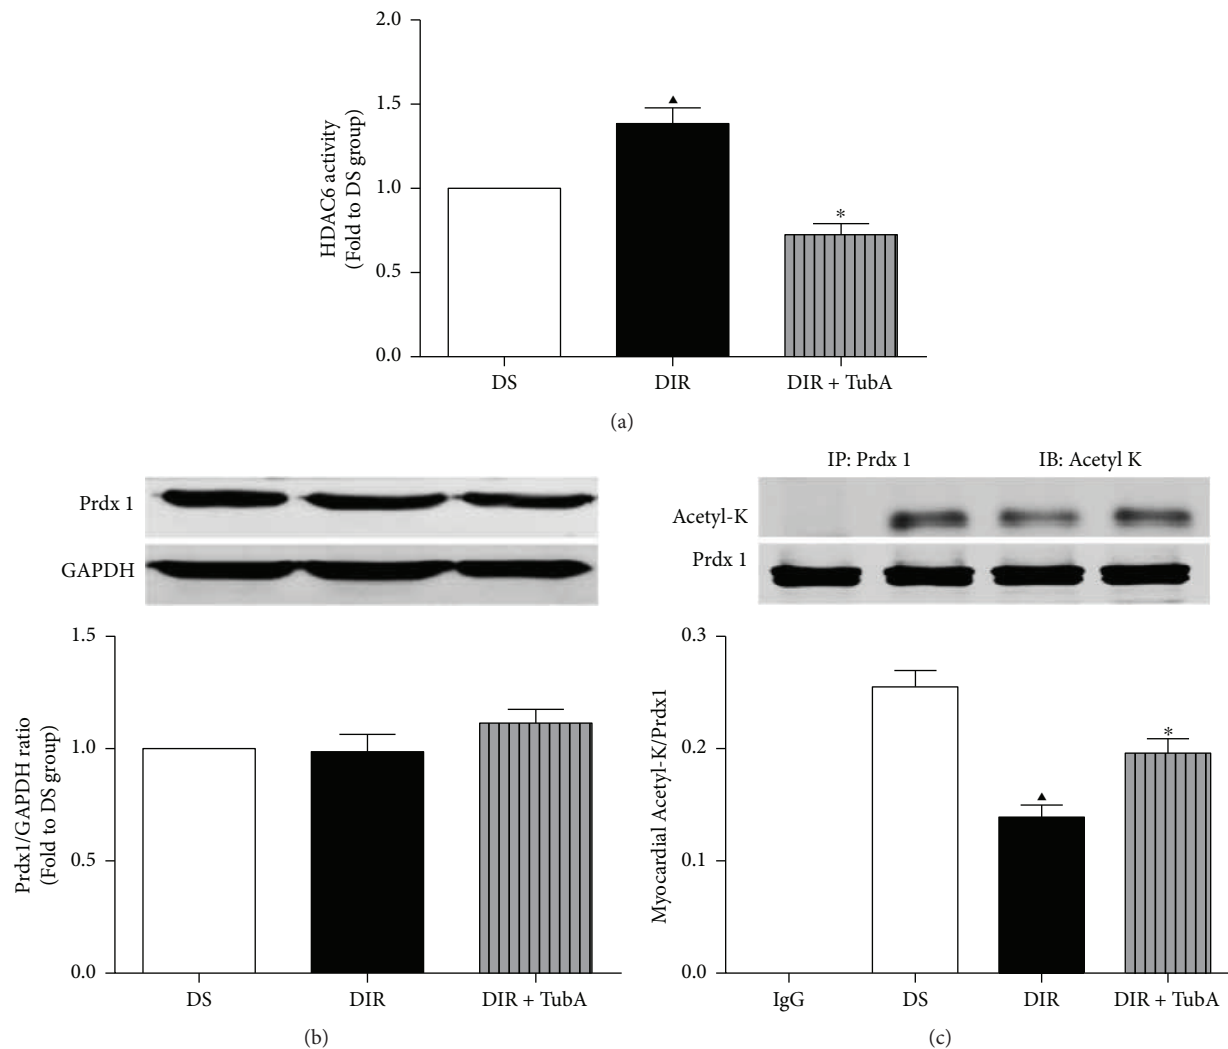 2.0
1.5
1.0
0.5
0.0
HDAC6 activity
(Fold to DS group)
▲
*
DS DIR DIR + TubA
(a)
Prdx 1
GAPDH
1.5
1.0
0.5
0.0
Prdx1/GAPDH ratio
(Fold to DS group)
DS DIR DIR + TubA
(b)
IP: Prdx 1 IB: Acetyl K
Acetyl-K
Prdx 1
0.3
0.2
0.1
0.0
Myocardial Acetyl-K/Prdx1
▲
*
IgG DS DIR DIR + TubA
(c)